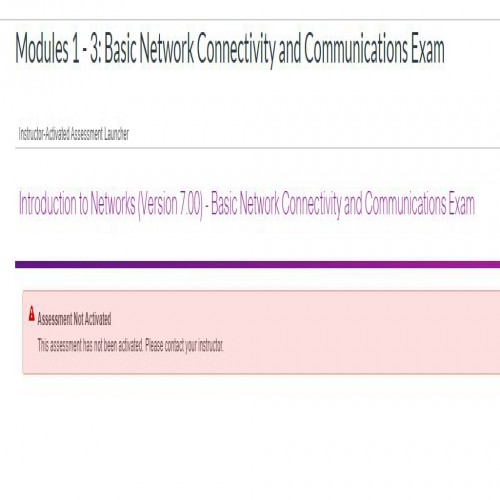 Modules 1 - 3: Basic Network Connectivity and Communications Exam
Instructor-Activated Assessment Launcher
Introduction to Networks (Version 7.00) - Basic Network Connectivity and Communications Exam
Assessment Not Activated
This assessment has not been activated. Please contact your instructor.